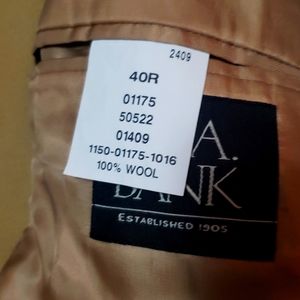 2409
40R
01175
50522
01409
1150-01175-1016
100% WOOL
A.
BANK
ESTABLISHED 1905